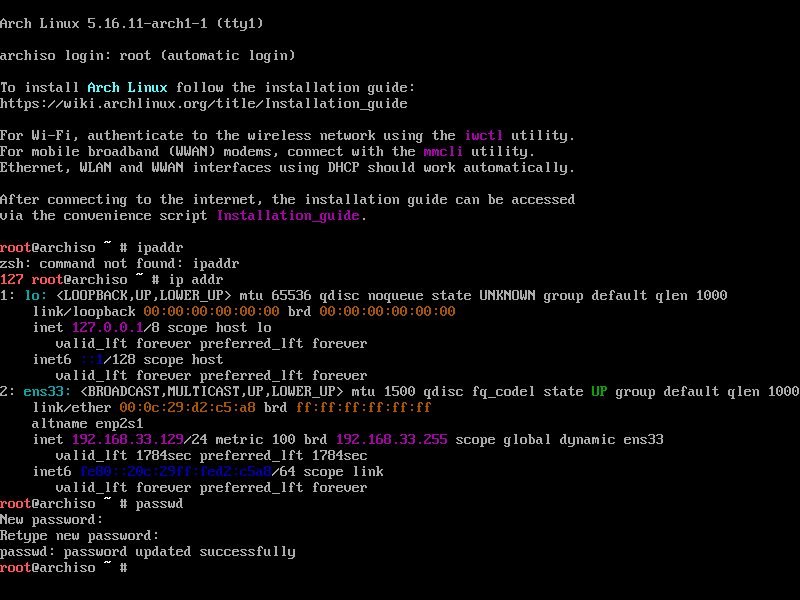 Arch Linux 5.16.11-arch1-1 (tty1)
archiso login: root (automatic login)
To install Arch Linux follow the installation guide:
https://wiki.archlinux.org/title/Installation_guide
For Wi-Fi, authenticate to the wireless network using the iwctl utility.
For mobile broadband (WWAN) modems, connect with the mmcli utility.
Ethernet, WLAN and WWAN interfaces using DHCP should work automatically.
After connecting to the internet, the installation guide can be accessed
via the convenience script Installation_guide.
root@archiso ~ # ipaddr
zsh: command not found: ipaddr
127 root@archiso ~ # ip addr
1: lo: <LOOPBACK,UP,LOWER_UP> mtu 65536 qdisc noqueue state UNKNOWN group default qlen 1000
link/loopback 00:00:00:00:00:00 brd 00:00:00:00:00:00
inet 127.0.0.1/8 scope host lo
valid_lft forever preferred_lft forever
inet6 ::1/128 scope host
valid_lft forever preferred_lft forever
2: ens33: <BROADCAST,MULTICAST,UP,LOWER_UP> mtu 1500 qdisc fq_codel state UP group default qlen 1000
link/ether 00:0c:29:d2:c5:a8 brd ff:ff:ff:ff:ff:ff
altname enp2s1
inet 192.168.33.129/24 metric 100 brd 192.168.33.255 scope global dynamic ens33
valid_lft 1784sec preferred_lft 1784sec
inet6 fe80::20c:29ff:fed2:c5a8/64 scope link
valid_lft forever preferred_lft forever
root@archiso ~ # passwd
New password:
Retype new password:
passwd: password updated successfully
root@archiso ~ #